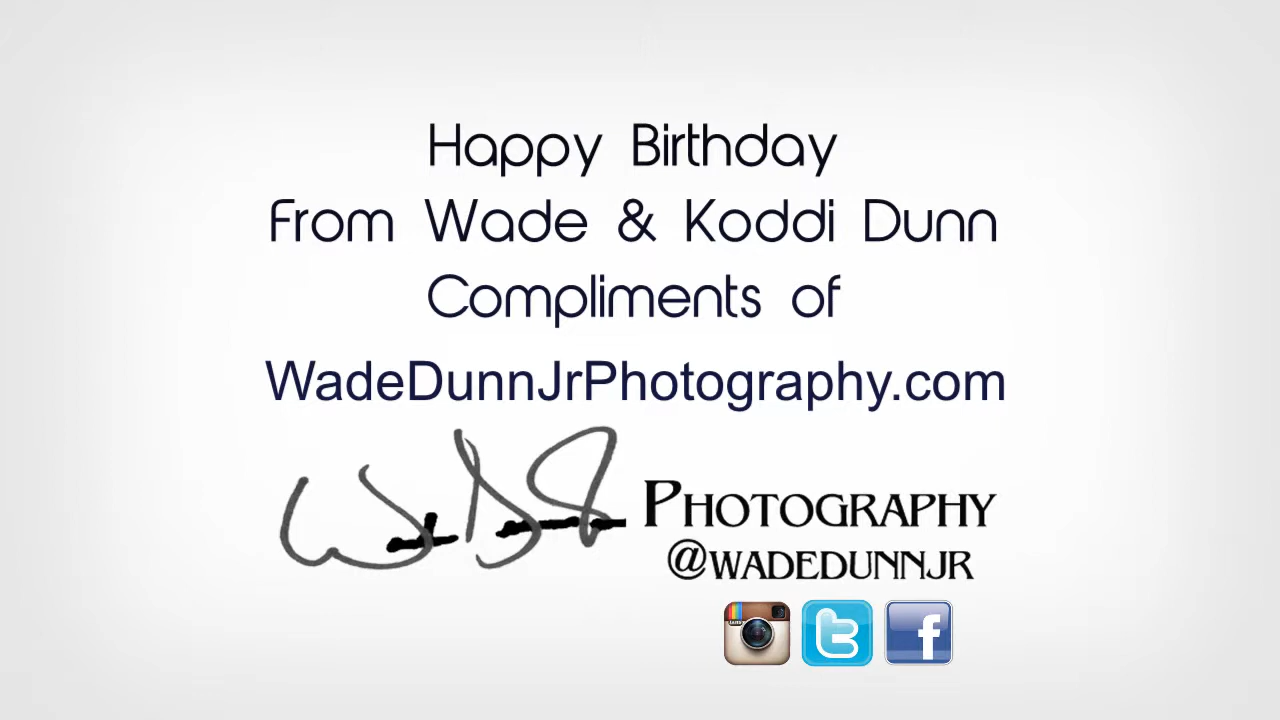 Happy Birthday
From Wade & Koddi Dunn
Compliments of
WadeDunnJrPhotography.com
Photography
@WADEDUNNJR